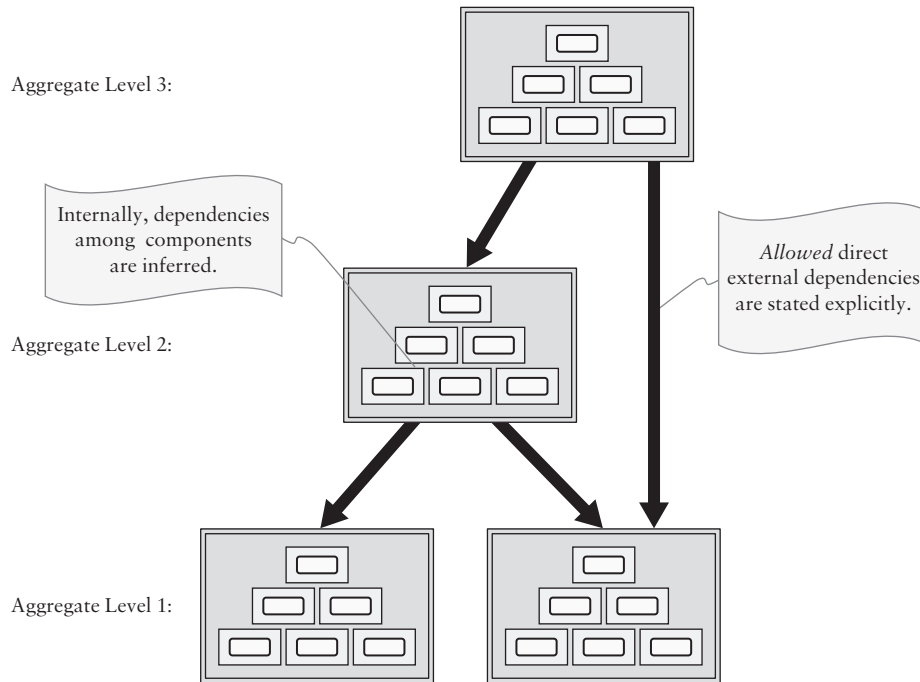 Aggregate Level 3:
Internally, dependencies
among components
are inferred.
Allowed direct
external dependencies
are stated explicitly.
Aggregate Level 2:
Aggregate Level 1: